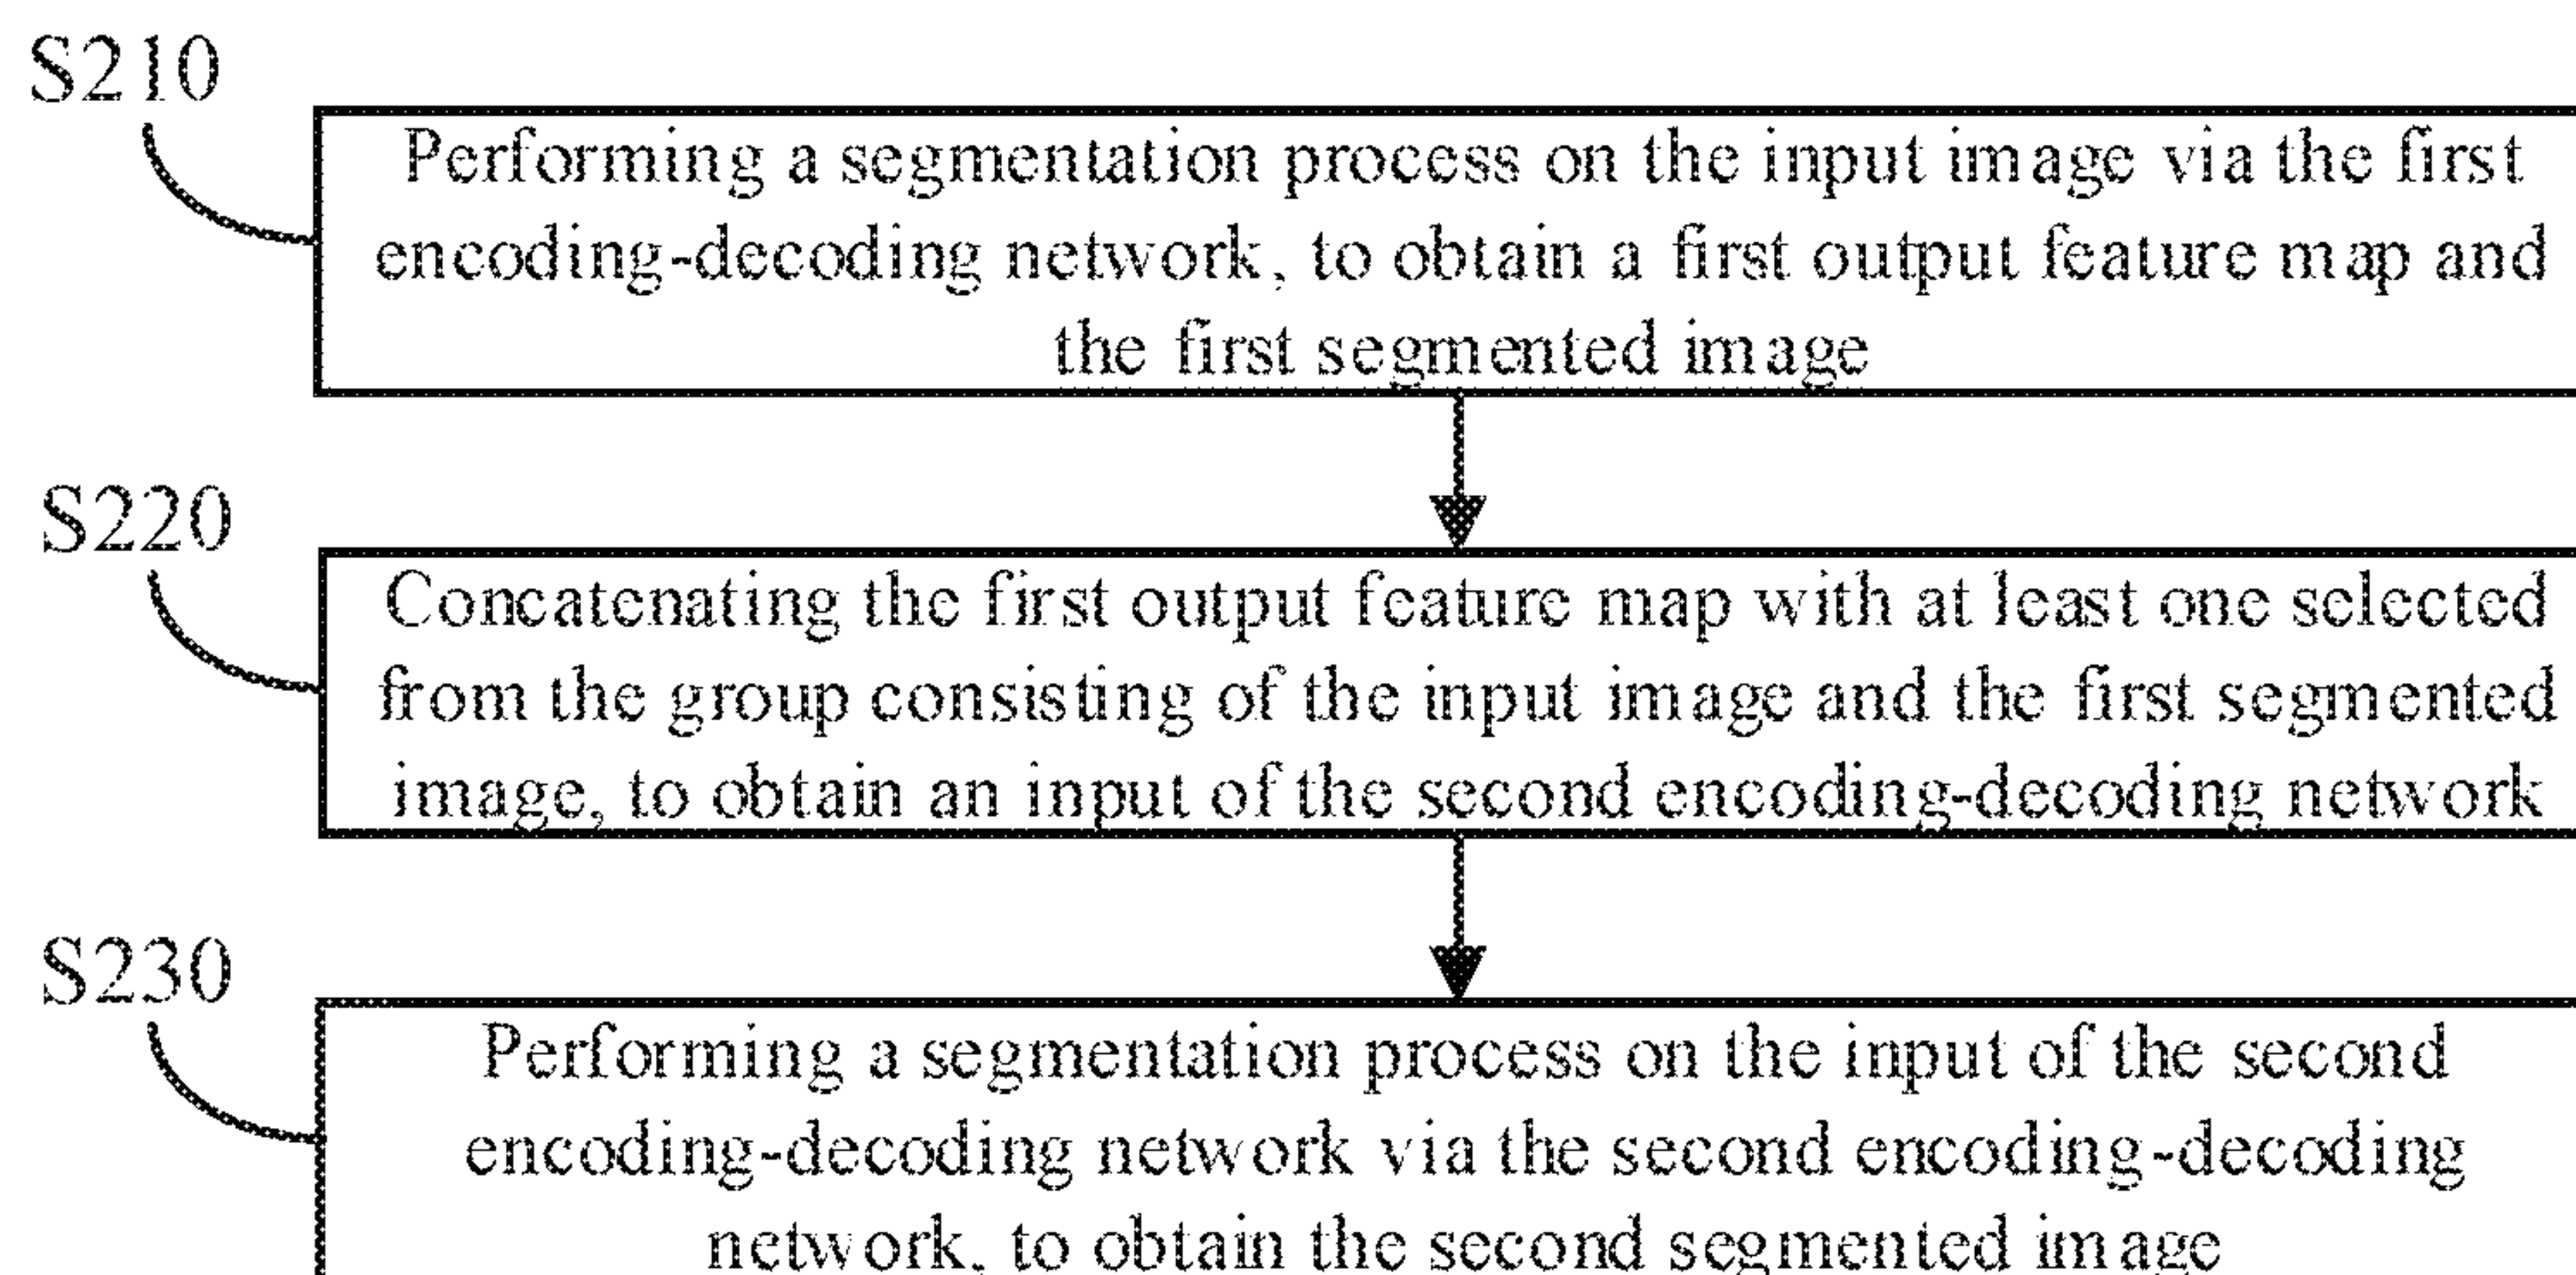 S210
Performing a segmentation process on the input image via the first
encoding-decoding network, to obtain a first output feature map and
the first segmented image
S220
Concatenating the first output feature map with at least one selected
from the group consisting of the input image and the first segmented
image, to obtain an input of the second encoding-decoding network
S230
Performing a segmentation process on the input of the second
encoding-decoding network via the second encoding-decoding
network, to obtain the second segmented image